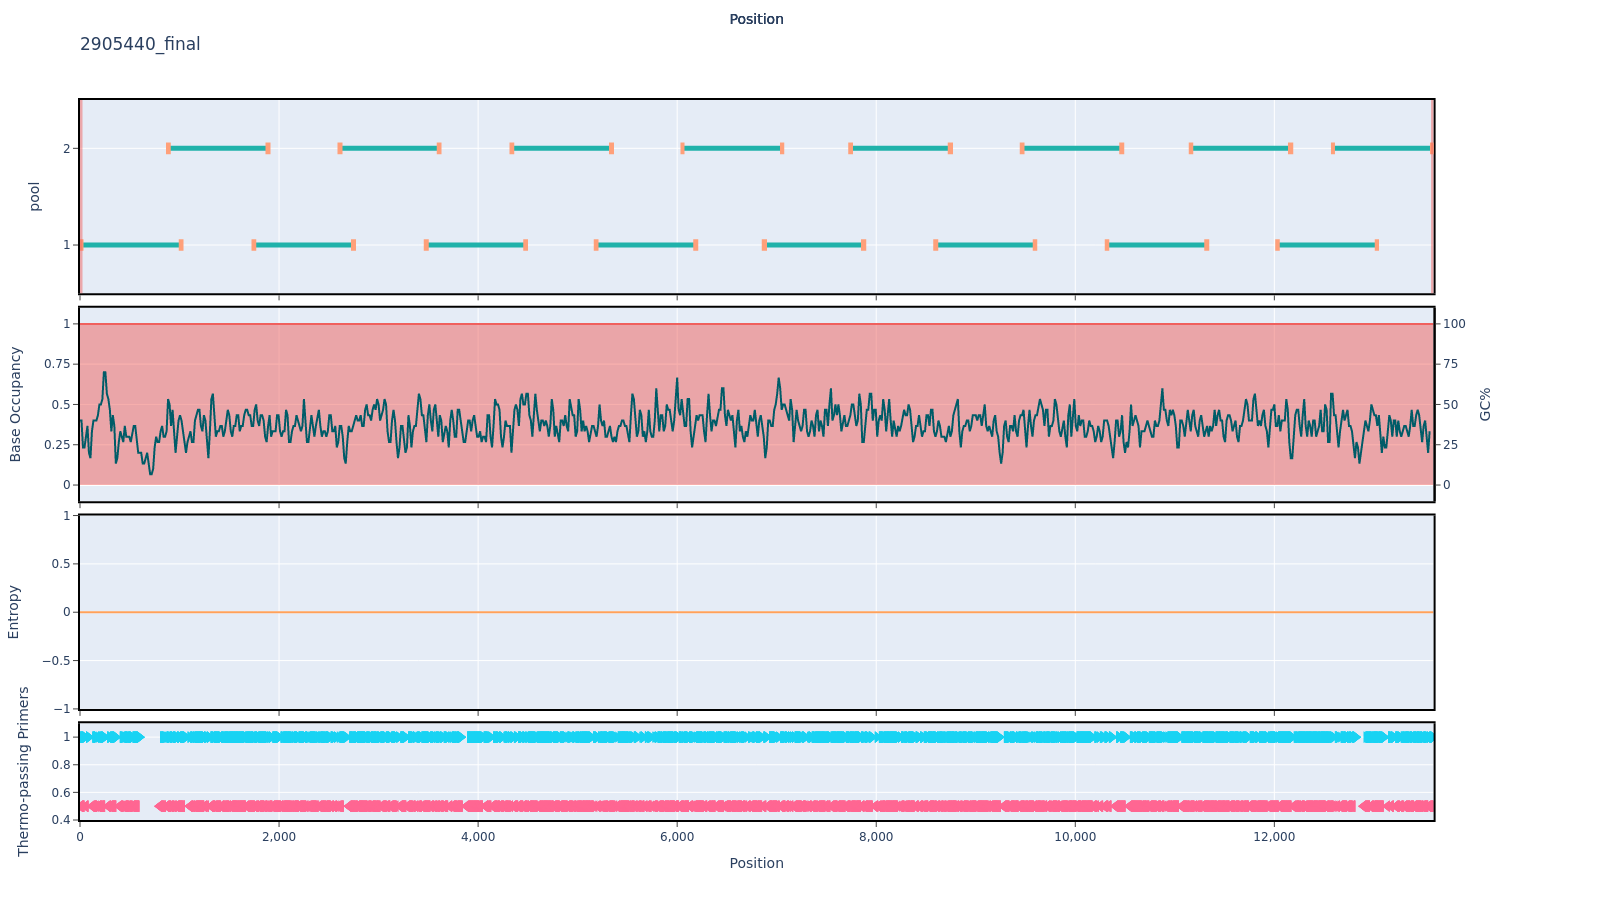 Position
2905440_final
2
1
pool
1
0.75
0.5
0.25
0
Base Occupancy
100
75
50
25
0
GC%
1
0.5
0
−0.5
−1
Entropy
1
0.8
0.6
0.4
Thermo-passing Primers
0 2,000 4,000 6,000 8,000 10,000 12,000
Position